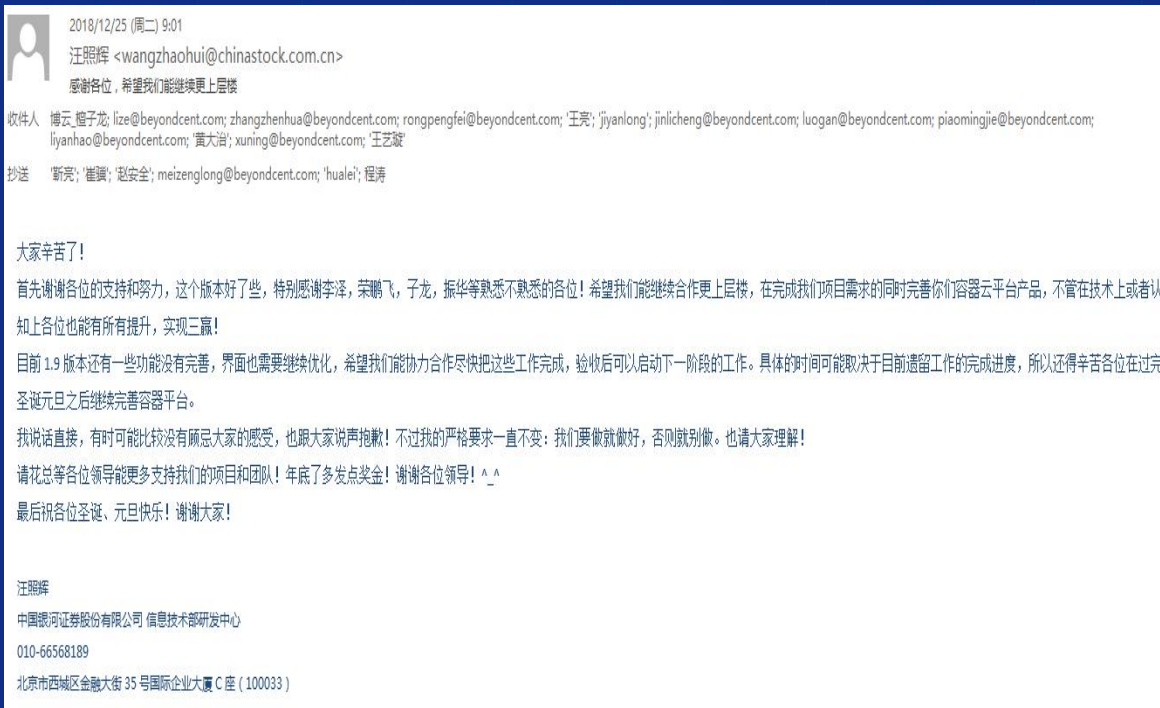 2018/12/25 (周二) 9:01
汪照辉 <wangzhaohui@chinastock.com.cn>
感谢各位，希望我们能继续更上层楼
收件人 博云_檀子龙; lize@beyondcent.com; zhangzhenhua@beyondcent.com; rongpengfei@beyondcent.com; '王亮'; 'jiyanlong'; jinlicheng@beyondcent.com; luogan@beyondcent.com; piaomingjie@beyondcent.com;
liyanhao@beyondcent.com; '黄大治'; xuning@beyondcent.com; '王艺璇'
抄送 '靳亮'; '崔骥'; '赵安全'; meizenglong@beyondcent.com; 'hualei'; 程涛
大家辛苦了！
首先谢谢各位的支持和努力，这个版本好了些，特别感谢李泽，荣鹏飞，子龙，振华等熟悉不熟悉的各位！希望我们能继续合作更上层楼，在完成我们项目需求的同时完善你们容器云平台产品，不管在技术上或者认
知上各位也能有所提升，实现三赢！
目前 1.9 版本还有一些功能没有完善，界面也需要继续优化，希望我们能协力合作尽快把这些工作完成，验收后可以启动下一阶段的工作。具体的时间可能取决于目前遗留工作的完成进度，所以还得辛苦各位在过完
圣诞元旦之后继续完善容器平台。
我说话直接，有时可能比较没有顾忌大家的感受，也跟大家说声抱歉！不过我的严格要求一直不变：我们要做就做好，否则就别做。也请大家理解！
请花总等各位领导能更多支持我们的项目和团队！年底了多发点奖金！谢谢各位领导！^_^
最后祝各位圣诞、元旦快乐！谢谢大家！
汪照辉
中国银河证券股份有限公司 信息技术部研发中心
010-66568189
北京市西城区金融大街 35 号国际企业大厦 C 座 ( 100033 )